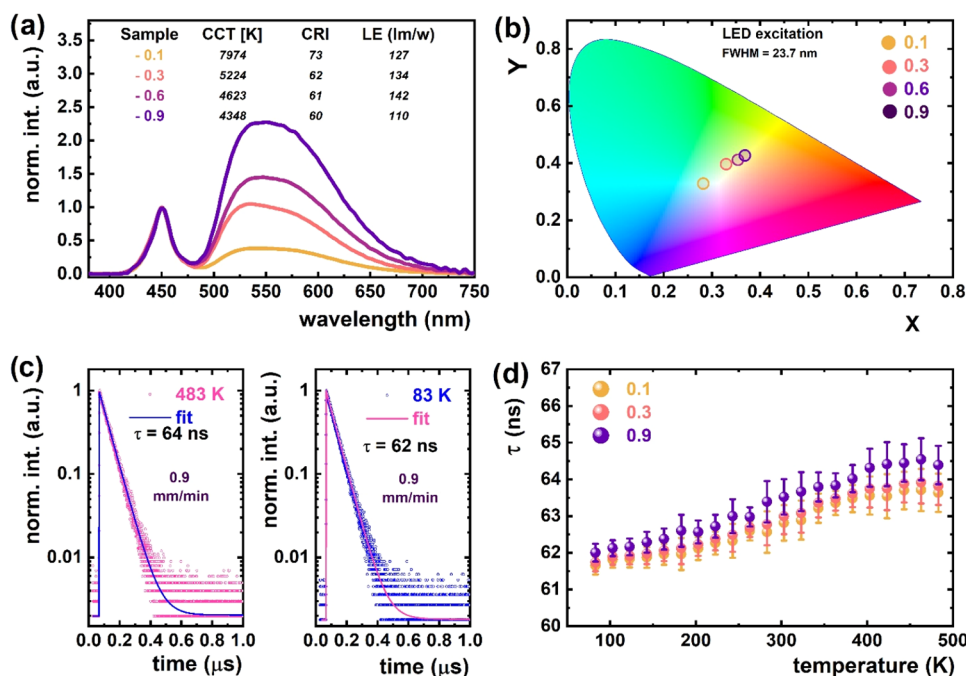 (a)
Sample CCT [K] CRI LE (lm/w)
- 0.1 7974 73 127
- 0.3 5224 62 134
- 0.6 4623 61 142
- 0.9 4348 60 110
norm. int. (a.u.)
3.5
3.0
2.5
2.0
1.5
1.0
0.5
0.0
400 450 500 550 600 650 700 750
wavelength (nm)
(b)
LED excitation
FWHM = 23.7 nm
0.1
0.3
0.6
0.9
Y
0.8
0.6
0.4
0.2
0.0
0.0 0.1 0.2 0.3 0.4 0.5 0.6 0.7 0.8
X
(c)
norm. int. (a.u.)
1
0.1
0.01
483 K
fit
τ = 64 ns
0.9
mm/min
0.0 0.2 0.4 0.6 0.8 1.0
time (μs)
norm. int. (a.u.)
1
0.1
0.01
83 K
fit
τ = 62 ns
0.9
mm/min
0.0 0.2 0.4 0.6 0.8 1.0
time (μs)
(d)
0.1
0.3
0.9
τ (ns)
67
66
65
64
63
62
61
60
0 100 200 300 400 500
temperature (K)